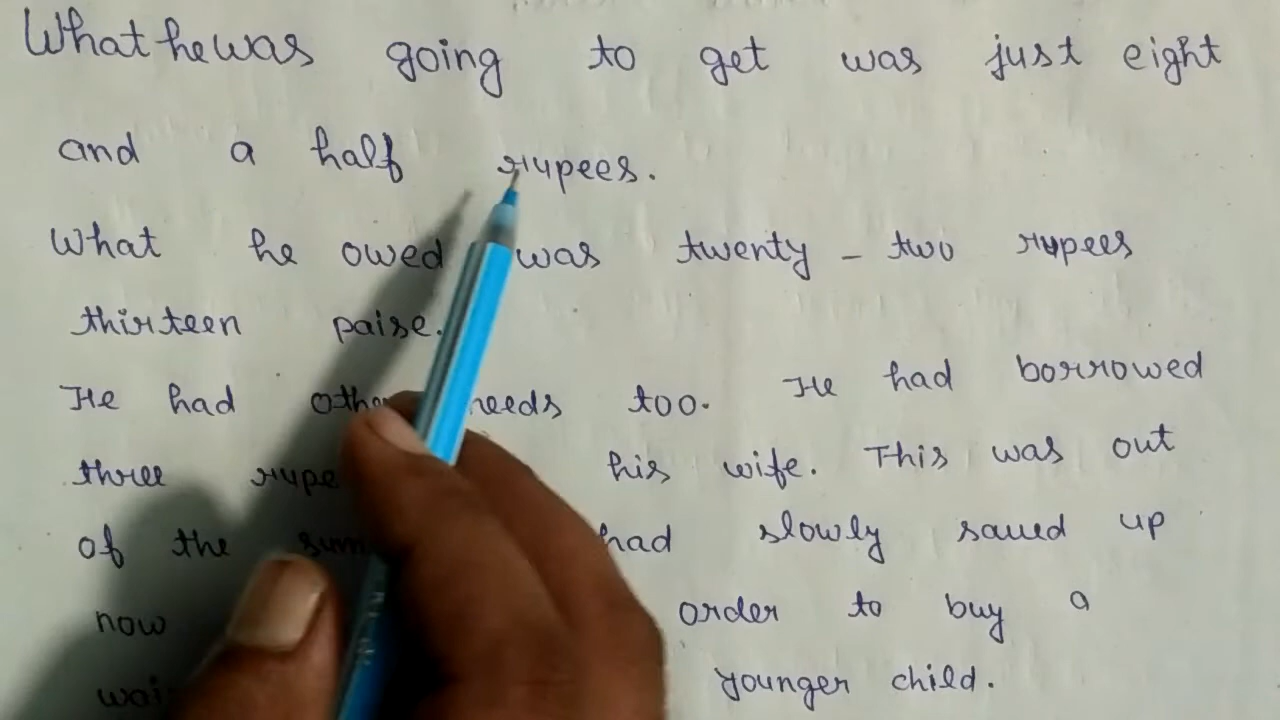 What he was going to get was just eight
and a half rupees.
What he owed was twenty - two rupees
thirteen paise.
He had needs too. He had borrowed
three his wife. This was out
of the had slowly saved up
now order to buy a
younger child.